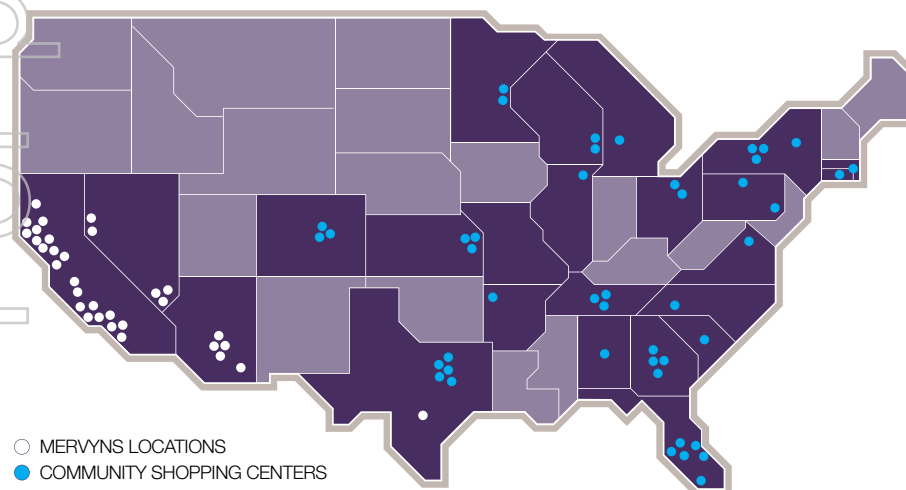 MERVYNS LOCATIONS
COMMUNITY SHOPPING CENTERS